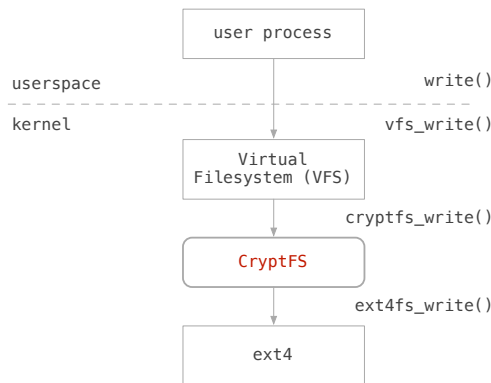 user process
userspace
write()
kernel
vfs_write()
Virtual
Filesystem (VFS)
cryptfs_write()
CryptFS
ext4fs_write()
ext4